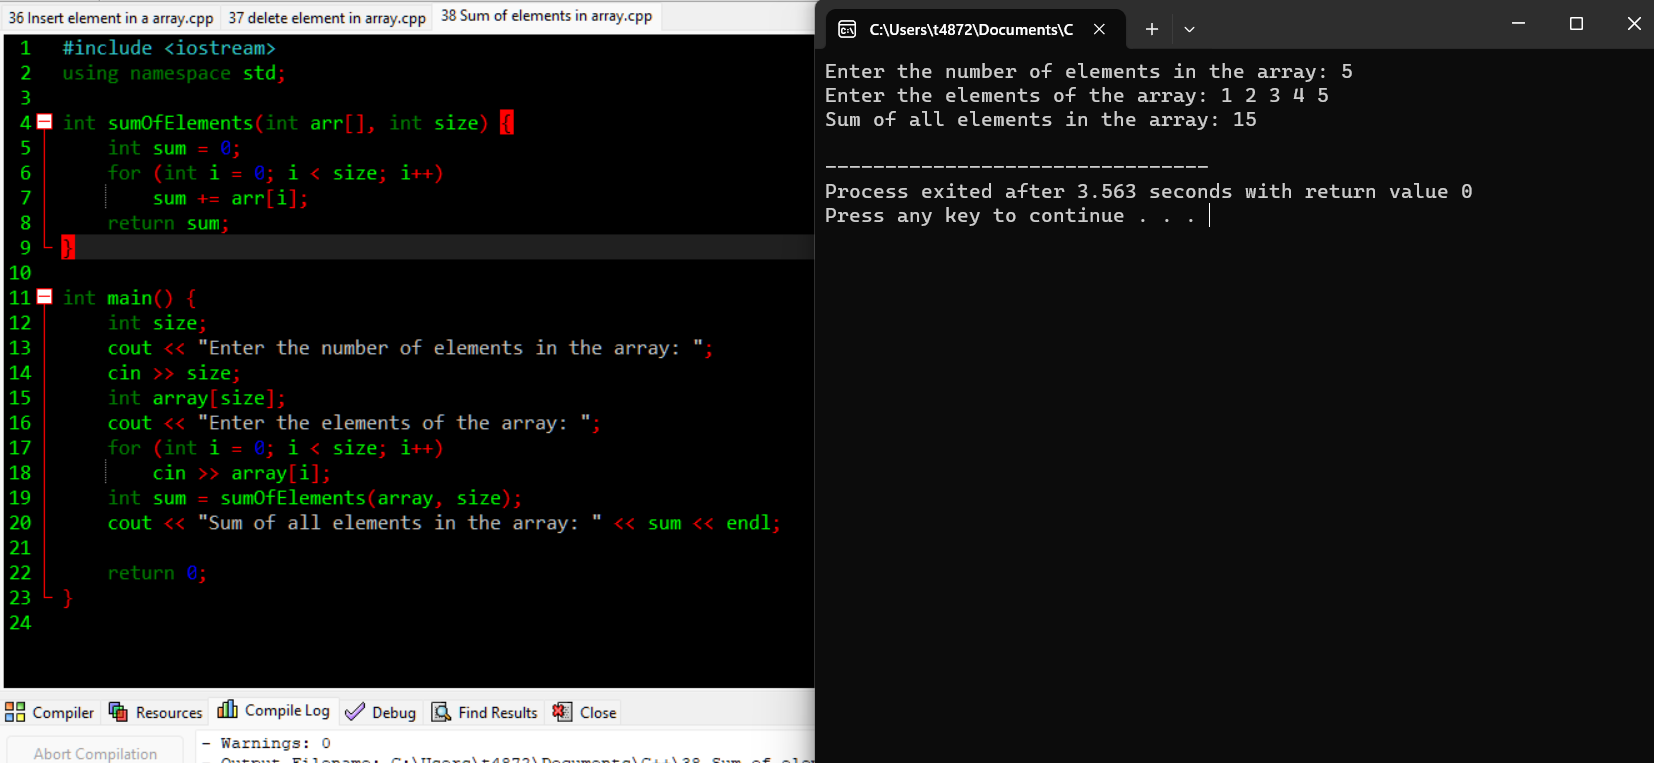 36 Insert element in a array.cpp 37 delete element in array.cpp 38 Sum of elements in array.cpp
1 #include <iostream>
2 using namespace std;
3
4 int sumOfElements(int arr[], int size) {
5 int sum = 0;
6 for (int i = 0; i < size; i++)
7 sum += arr[i];
8 return sum;
9 }
10
11 int main() {
12 int size;
13 cout << "Enter the number of elements in the array: ";
14 cin >> size;
15 int array[size];
16 cout << "Enter the elements of the array: ";
17 for (int i = 0; i < size; i++)
18 cin >> array[i];
19 int sum = sumOfElements(array, size);
20 cout << "Sum of all elements in the array: " << sum << endl;
21
22 return 0;
23 }
24
Compiler Resources Compile Log Debug Find Results Close
Abort Compilation
- Warnings: 0
- Output Filename: C:\Users\t4872\Documents\C++\38 Sum of
C:\Users\t4872\Documents\C
Enter the number of elements in the array: 5
Enter the elements of the array: 1 2 3 4 5
Sum of all elements in the array: 15
--------------------------------
Process exited after 3.563 seconds with return value 0
Press any key to continue . . .